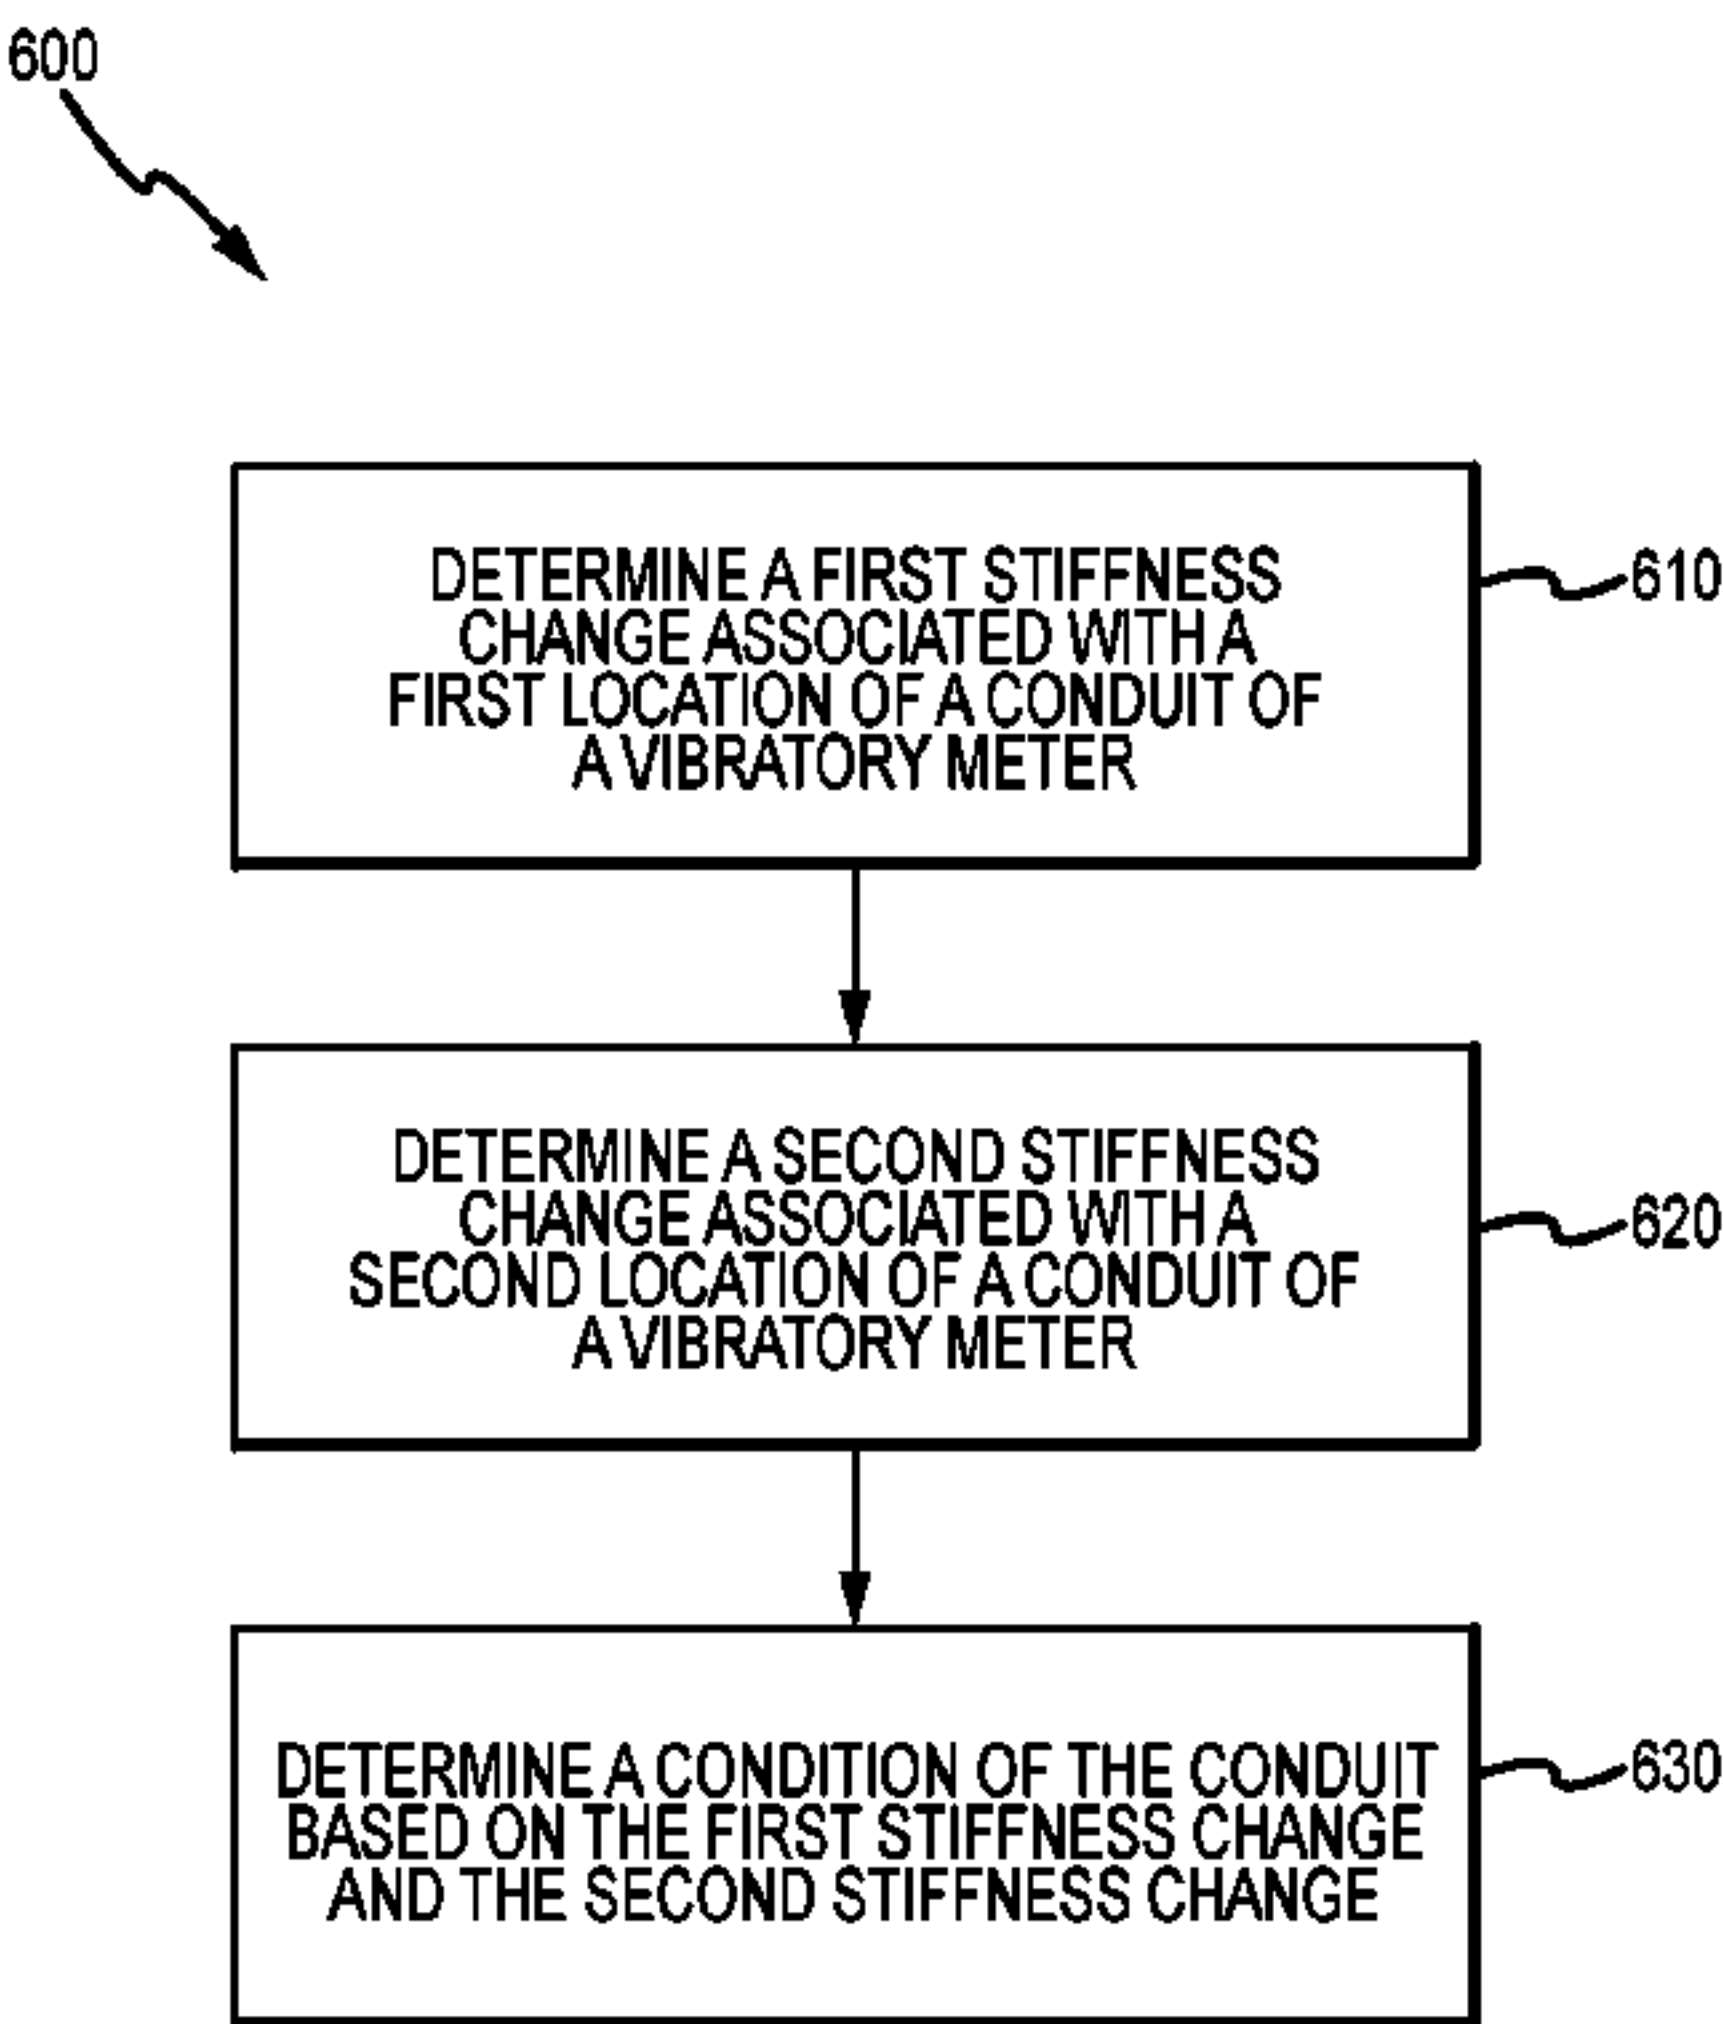 600
DETERMINE A FIRST STIFFNESS
CHANGE ASSOCIATED WITH A
FIRST LOCATION OF A CONDUIT OF
A VIBRATORY METER
610
DETERMINE A SECOND STIFFNESS
CHANGE ASSOCIATED WITH A
SECOND LOCATION OF A CONDUIT OF
A VIBRATORY METER
620
DETERMINE A CONDITION OF THE CONDUIT
BASED ON THE FIRST STIFFNESS CHANGE
AND THE SECOND STIFFNESS CHANGE
630